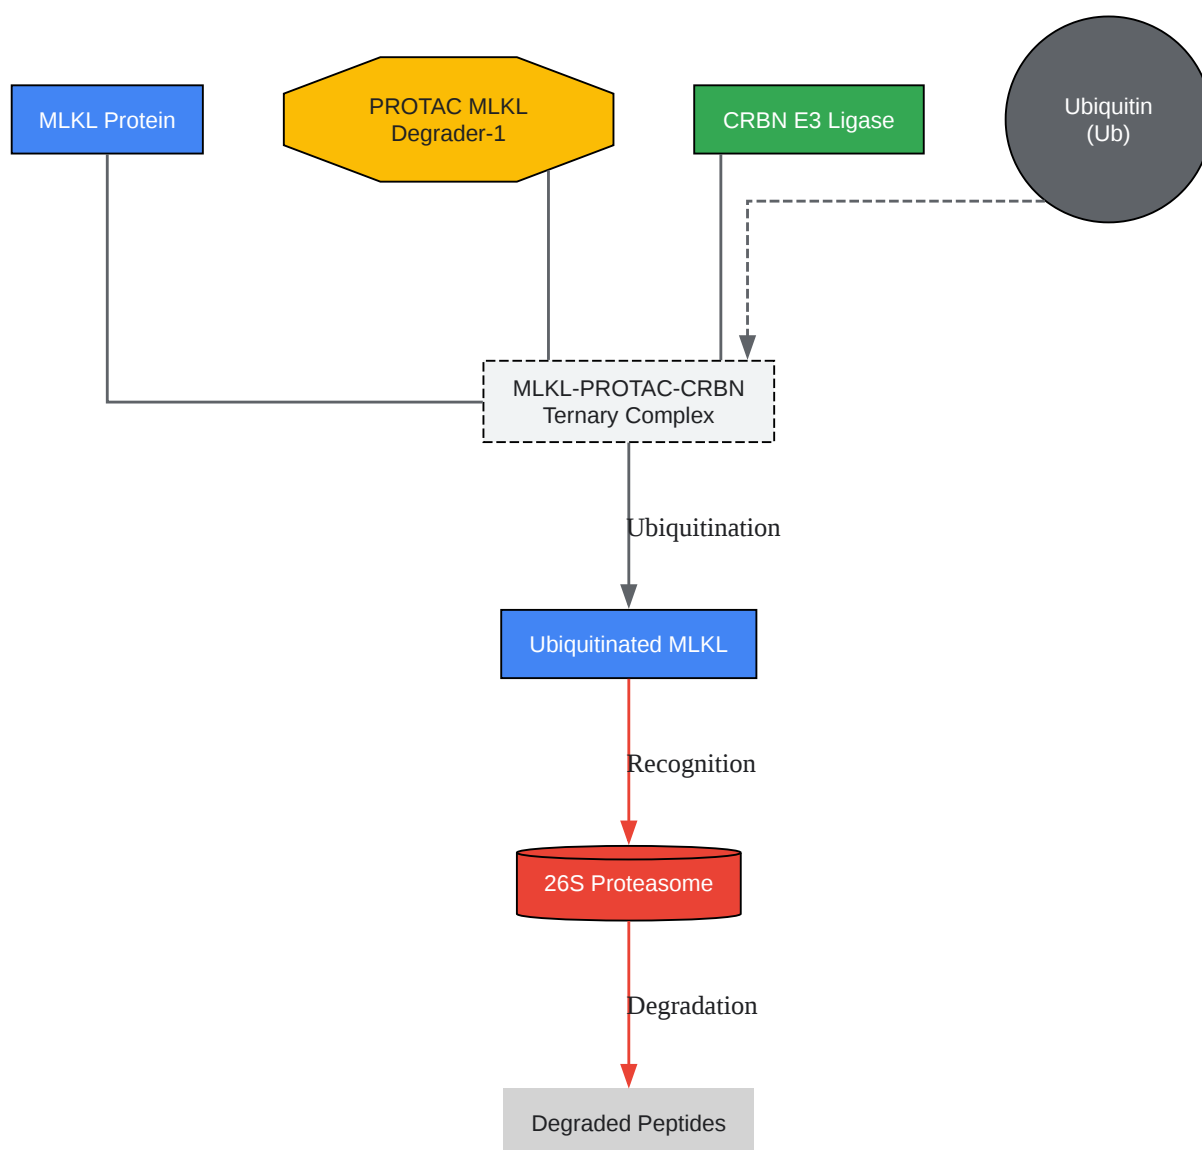 MLKL Protein
PROTAC MLKL
Degrader-1
CRBN E3 Ligase
Ubiquitin
(Ub)
MLKL-PROTAC-CRBN
Ternary Complex
Ubiquitination
Ubiquitinated MLKL
Recognition
26S Proteasome
Degradation
Degraded Peptides